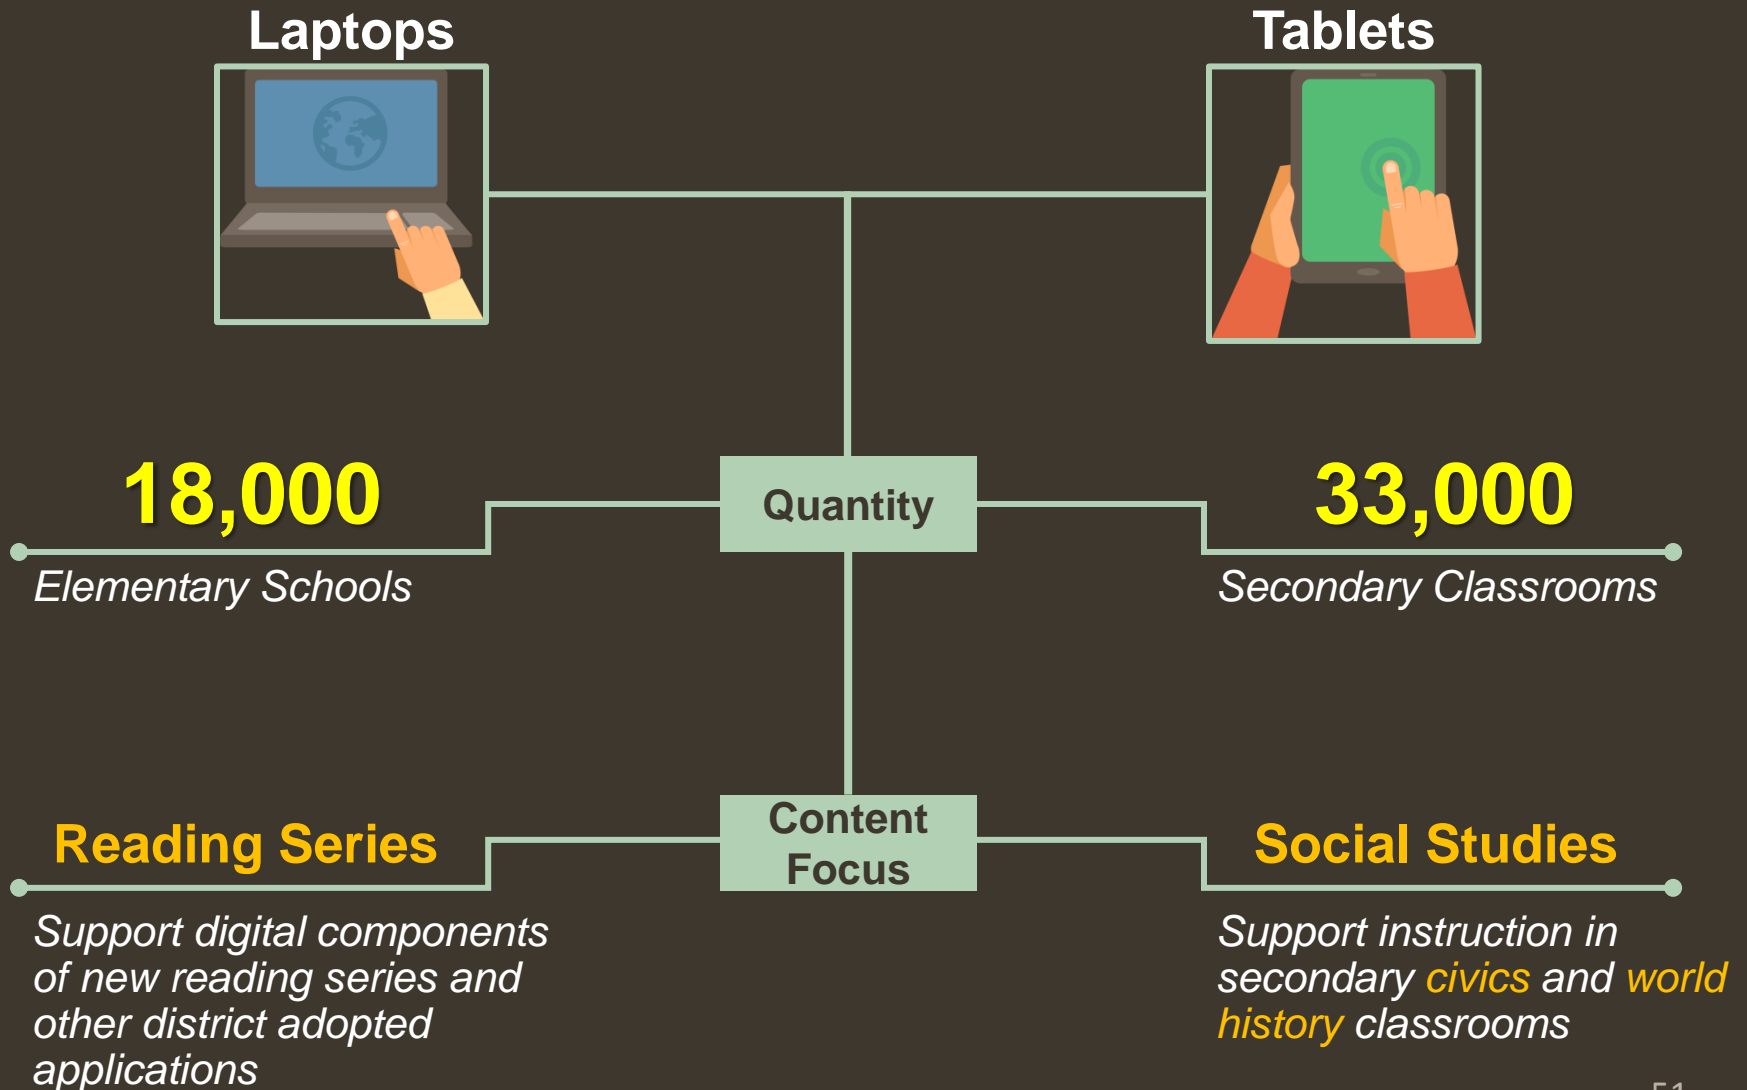 Laptops
Tablets
18,000
Quantity
33,000
Elementary Schools
Secondary Classrooms
Reading Series
Content
Focus
Social Studies
Support digital components
of new reading series and
other district adopted
applications
Support instruction in
secondary civics and world
history classrooms
51